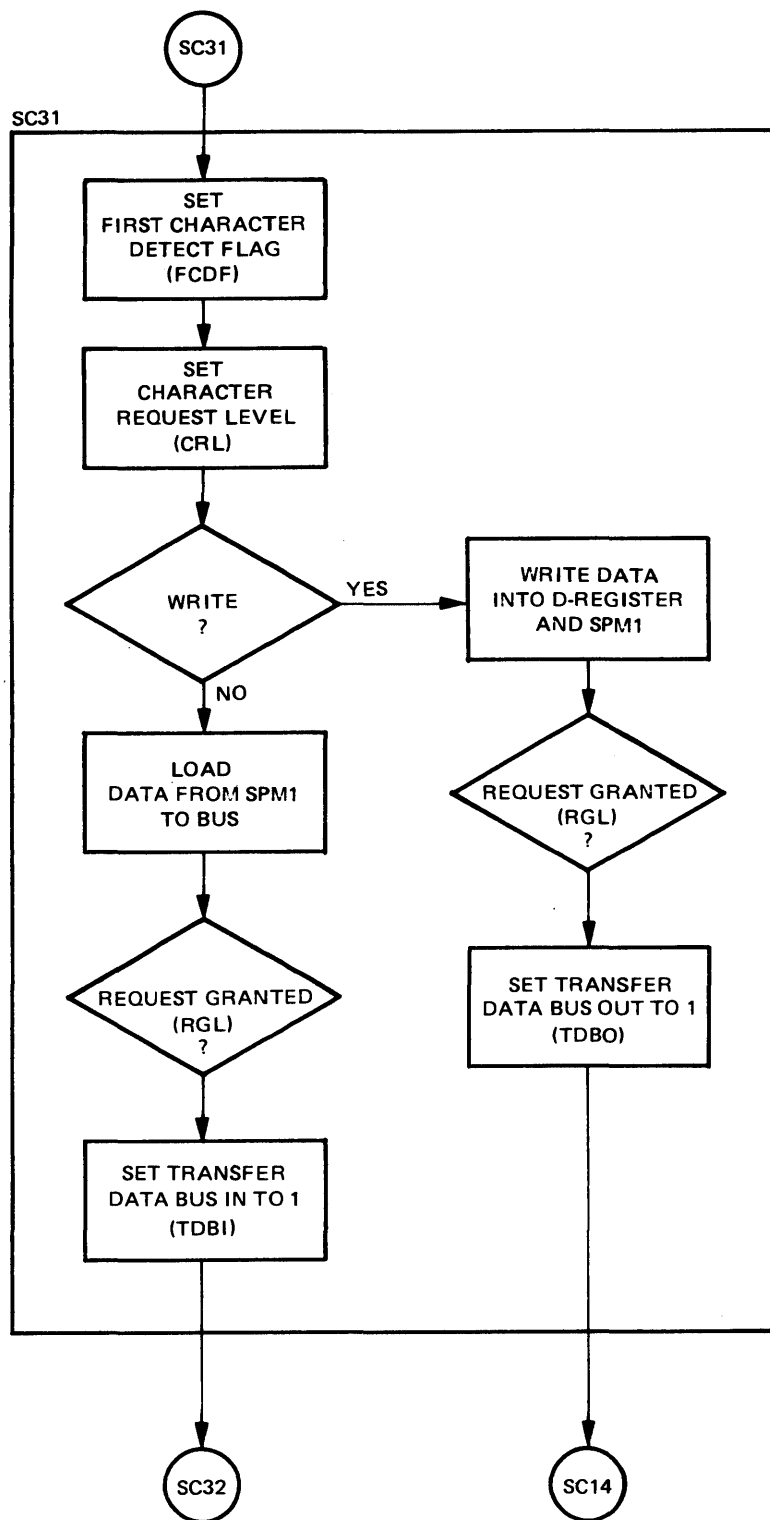 SC31
SC31
SET
FIRST CHARACTER
DETECT FLAG
(FCDF)
SET
CHARACTER
REQUEST LEVEL
(CRL)
WRITE
?
YES
NO
WRITE DATA
INTO D-REGISTER
AND SPM1
LOAD
DATA FROM SPM1
TO BUS
REQUEST GRANTED
(RGL)
?
REQUEST GRANTED
(RGL)
?
SET TRANSFER
DATA BUS OUT TO 1
(TDBO)
SET TRANSFER
DATA BUS IN TO 1
(TDBI)
SC32
SC14